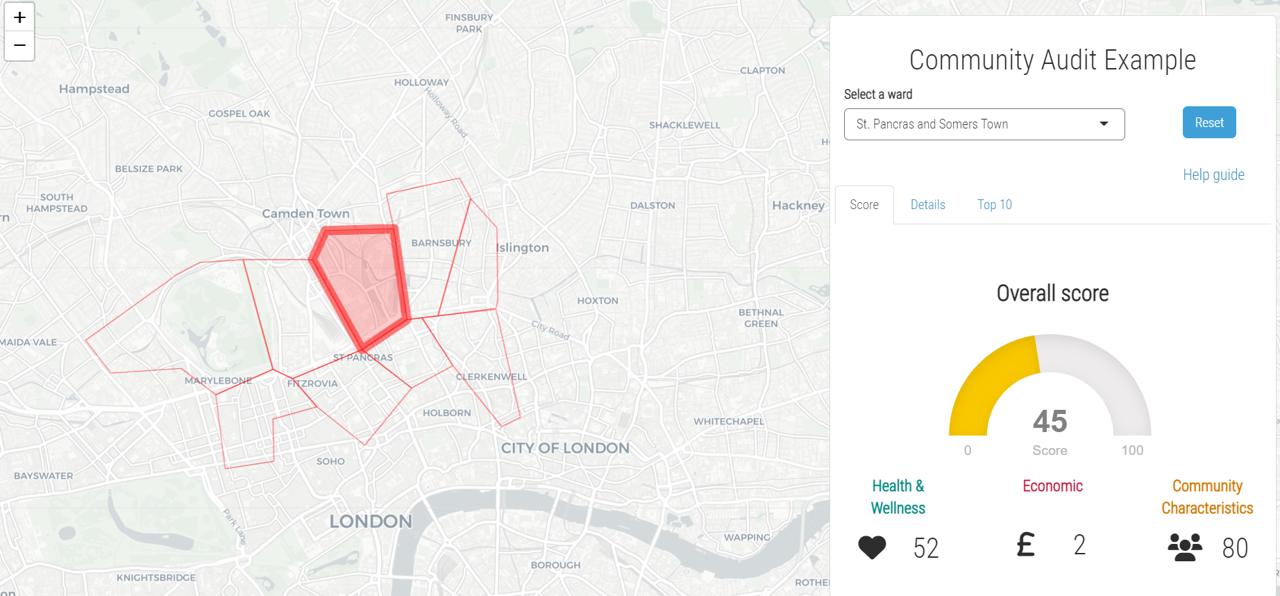 +
−
FINSBURY
PARK
Hampstead
HOLLOWAY
CLAPTON
GOSPEL OAK
Holloway Road
SHACKLEWELL
BELSIZE PARK
SOUTH
HAMPSTEAD
Camden Town
DALSTON
Hackney
BARNSBURY
Islington
HOXTON
BETHNAL
GREEN
City Road
MAIDA VALE
ST PANCRAS
MARYLEBONE
FITZROVIA
CLERKENWELL
HOLBORN
WHITECHAPEL
CITY OF LONDON
SOHO
BAYSWATER
Park Lane
LONDON
WAPPING
BOROUGH
KNIGHTSBRIDGE
ROTHE
Community Audit Example
Select a ward
St. Pancras and Somers Town
Reset
Help guide
Score
Details
Top 10
Overall score
45
0
Score
100
Health &
Wellness
Economic
Community
Characteristics
52
£
2
80